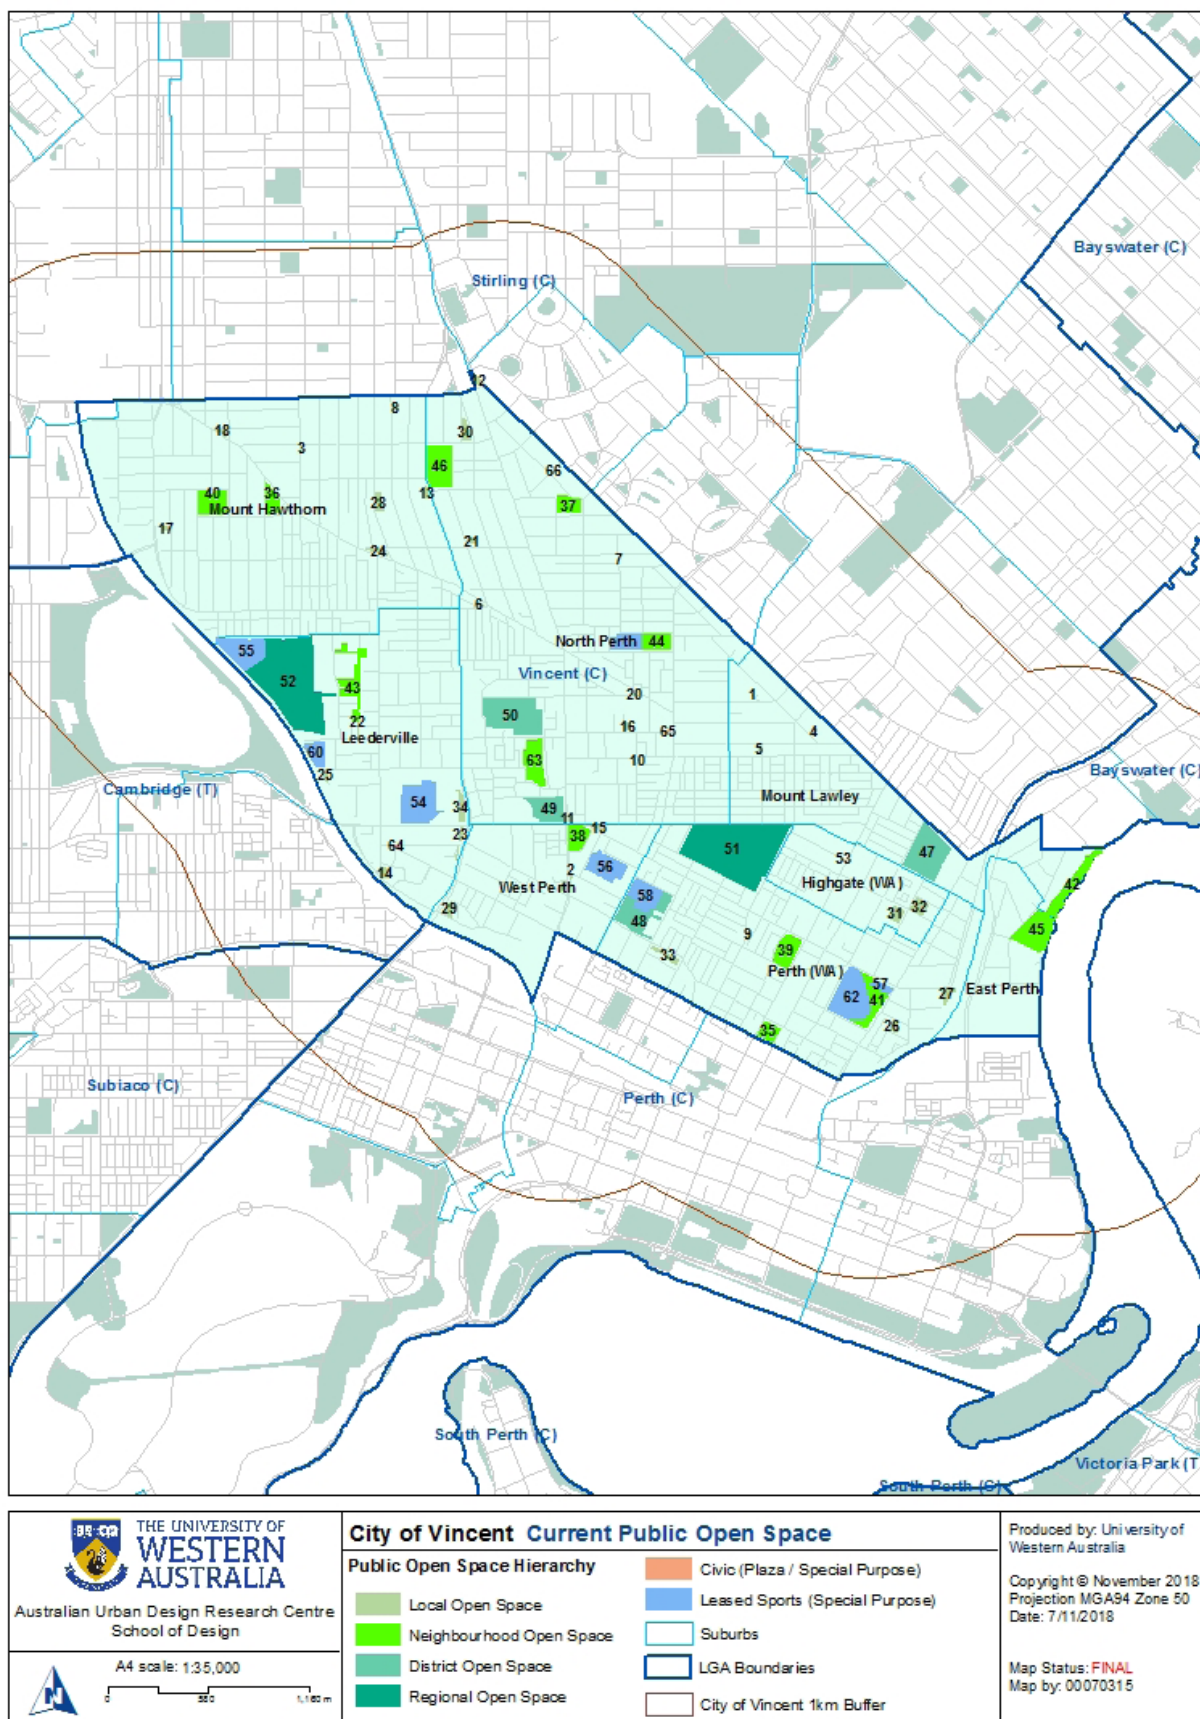 Bayswater (C)
Stirling (C)
12
8
18
30
3
46
66
40
36
13
28
37
Mount Hawthorn
17
21
24
7
6
North Perth
44
55
Vincent (C)
52
43
20
1
50
22
16
65
4
Leederville
60
5
63
10
25
Bayswater (C)
Cambridge (T)
Mount Lawley
54
34
49
11
15
23
38
64
51
53
47
2
56
14
West Perth
Highgate (WA)
42
58
29
31
32
48
45
9
33
39
Perth (WA)
57
East Perth
62
41
27
26
35
Subiaco (C)
Perth (C)
South Perth (C)
Victoria Park (T
South Perth (C)
THE UNIVERSITY OF
WESTERN
AUSTRALIA
Australian Urban Design Research Centre
School of Design
A4 scale: 1:35,000
N
0
City of Vincent Current Public Open Space
Public Open Space Hierarchy
Local Open Space
Neighbourhood Open Space
District Open Space
Regional Open Space
Civic (Plaza / Special Purpose)
Leased Sports (Special Purpose)
Suburbs
LGA Boundaries
City of Vincent 1km Buffer
Produced by: University of
Western Australia
Copyright © November 2018
Projection MGA94 Zone 50
Date: 7/11/2018
Map Status: FINAL
Map by: 00070315